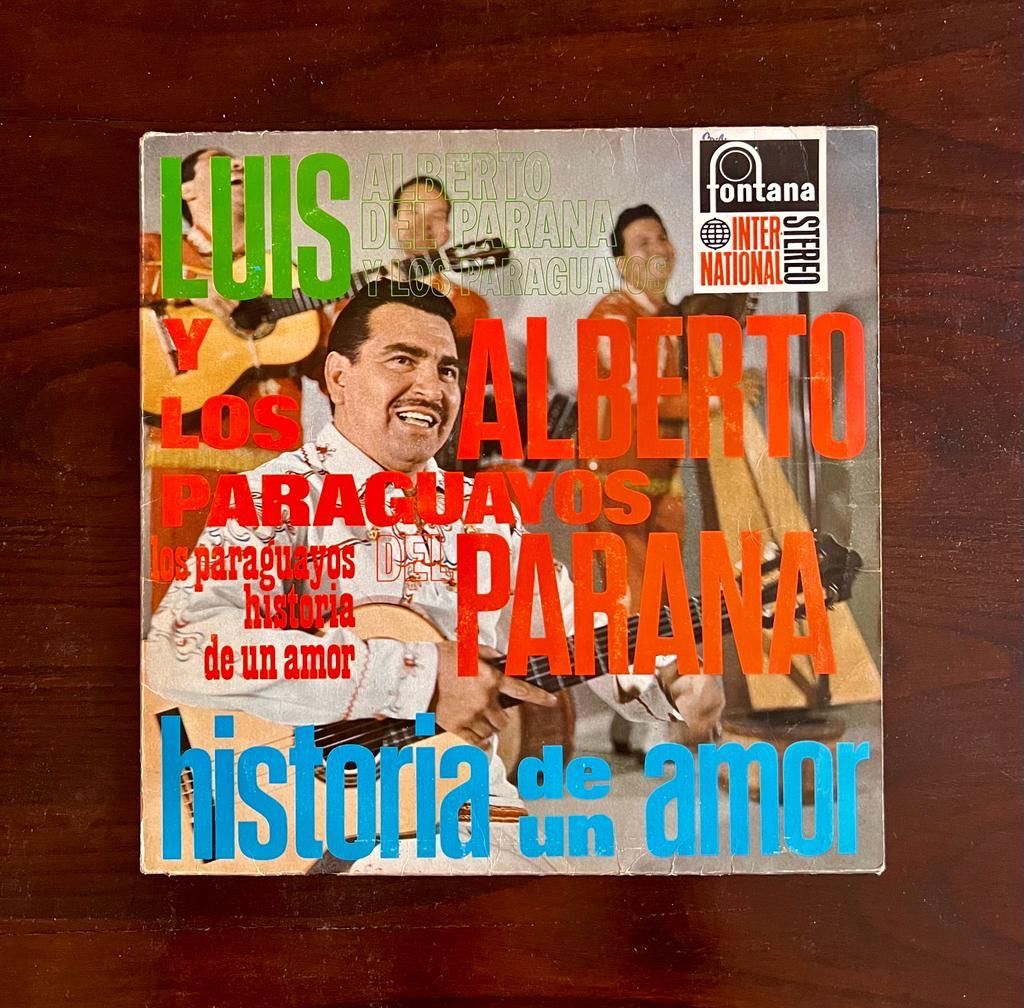 LUIS
ALBERTO
DEL PARANA
Y LOS PARAGUAYOS
fontana
INTER-
NATIONAL
STEREO
Y
LOS
ALBERTO
PARAGUAYOS
los paraguayos
historia
de un amor
DEL
PARANA
historia de un amor